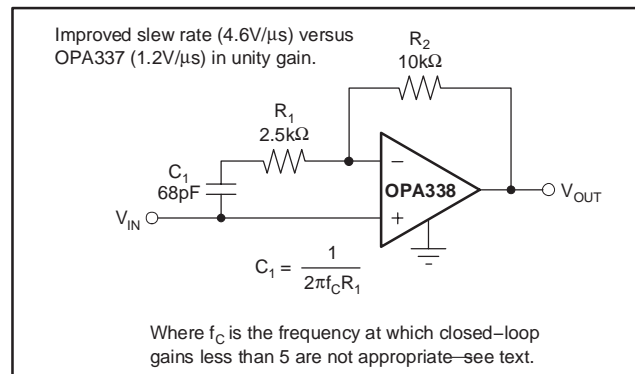 Improved slew rate (4.6V/μs) versus
OPA337 (1.2V/μs) in unity gain.
R2
10kΩ
R1
2.5kΩ
C1
68pF
−
OPA338
+
VIN
VOUT
C1 = 1 / 2πfCR1
Where fC is the frequency at which closed–loop
gains less than 5 are not appropriate—see text.